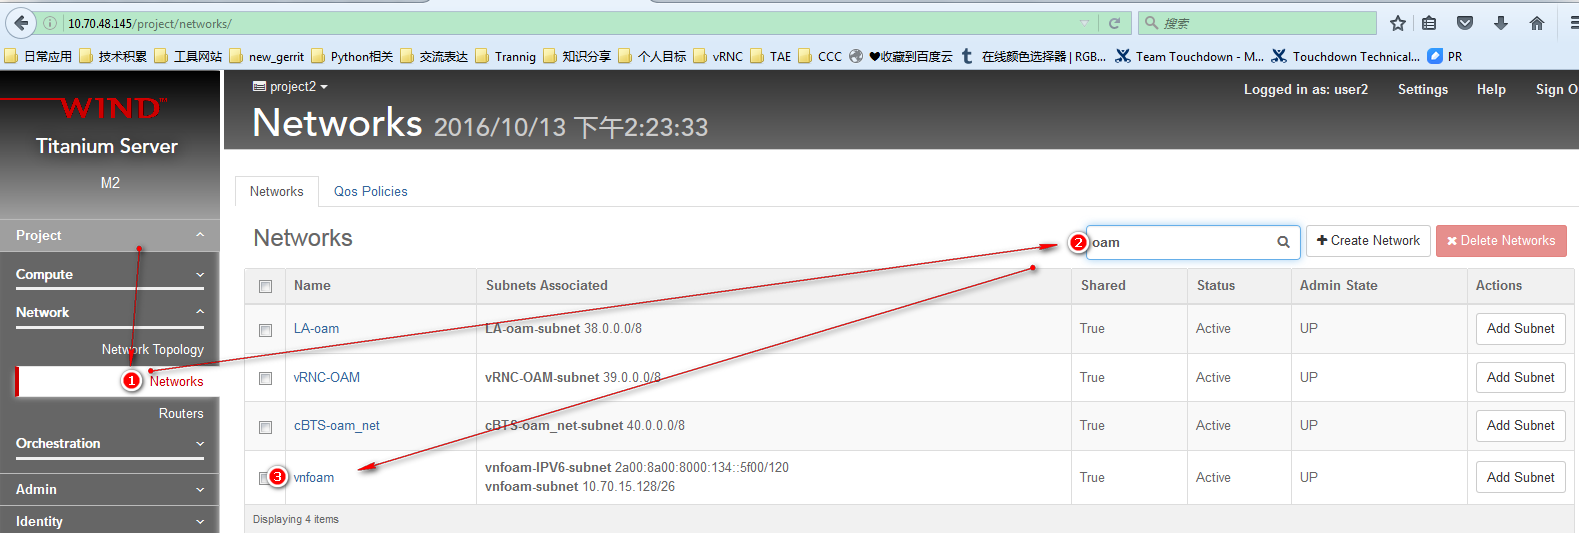 10.70.48.145/project/networks/
搜索
日常应用 技术积累 工具网站 new_gerrit Python相关 交流表达 Trannig 知识分享 个人目标 vRNC TAE CCC ❤收藏到百度云 在线颜色选择器 | RGB... Team Touchdown - M... Touchdown Technical... PR
WIND
Titanium Server
M2
Project
Compute
Network
Network Topology
1 Networks
Routers
Orchestration
Admin
Identity
project2
Logged in as: user2 Settings Help Sign O
Networks 2016/10/13 下午2:23:33
Networks Qos Policies
Networks
2 oam + Create Network ✖ Delete Networks
Name Subnets Associated Shared Status Admin State Actions
LA-oam LA-oam-subnet 38.0.0.0/8 True Active UP Add Subnet
vRNC-OAM vRNC-OAM-subnet 39.0.0.0/8 True Active UP Add Subnet
cBTS-oam_net cBTS-oam_net-subnet 40.0.0.0/8 True Active UP Add Subnet
3 vnfoam vnfoam-IPV6-subnet 2a00:8a00:8000:134::5f00/120 True Active UP Add Subnet
vnfoam-subnet 10.70.15.128/26
Displaying 4 items